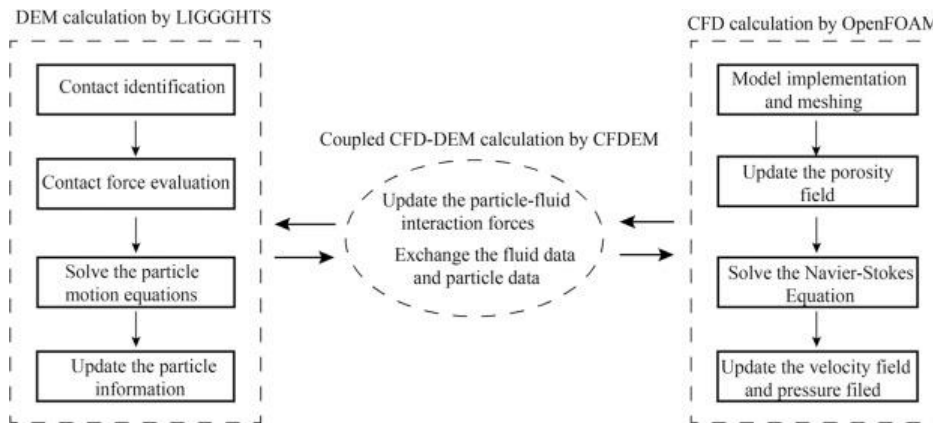 DEM calculation by LIGGGHTS
Contact identification
Contact force evaluation
Solve the particle
motion equations
Update the particle
information
Coupled CFD-DEM calculation by CFDEM
Update the particle-fluid
interaction forces
Exchange the fluid data
and particle data
CFD calculation by OpenFOAM
Model implementation
and meshing
Update the porosity
field
Solve the Navier-Stokes
Equation
Update the velocity field
and pressure filed